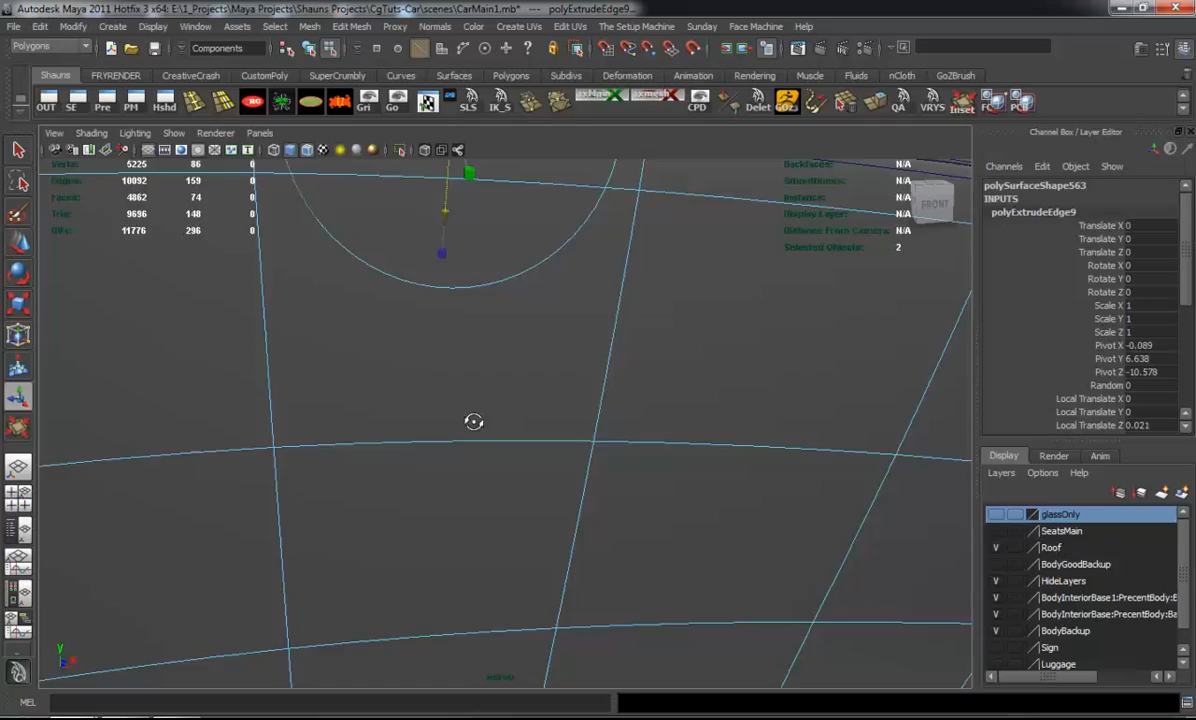 Autodesk Maya 2011 Hotfix 3 x64: E:\1_Projects\Maya Projects\Shauns Projects\CgTuts-Car\scenes\CarMain1.mb* --- polyExtrudeEdge9...
File Edit Modify Create Display Window Assets Select Mesh Edit Mesh Proxy Normals Color Create UVs Edit UVs The Setup Machine Sunday Face Machine Help
Polygons Components
Shauns FRYRENDER CreativeCrash CustomPoly SuperCrumbly Curves Surfaces Polygons Subdivs Deformation Animation Rendering Muscle Fluids nCloth GoZBrush
OUT SE Pre PM Hshd RG Gri Go SLS IK_S CPD Delet GOZs QA VRYS Inset
View Shading Lighting Show Renderer Panels
Verts: 5225 86 0
Edges: 10092 159 0
Faces: 4862 74 0
Tris: 9696 148 0
UVs: 11776 296 0
Backfaces: N/A
Smoothness: N/A
Instance: N/A
Display Layer: N/A
Distance From Camera: N/A
Selected Objects: 2
FRONT
y
persp
Channel Box / Layer Editor
Channels Edit Object Show
polySurfaceShape563
INPUTS
polyExtrudeEdge9
Translate X 0
Translate Y 0
Translate Z 0
Rotate X 0
Rotate Y 0
Rotate Z 0
Scale X 1
Scale Y 1
Scale Z 1
Pivot X -0.089
Pivot Y 6.638
Pivot Z -10.578
Random 0
Local Translate X 0
Local Translate Y 0
Local Translate Z 0.021
Display Render Anim
Layers Options Help
glassOnly
SeatsMain
V Roof
BodyGoodBackup
V HideLayers
V BodyInteriorBase1:PrecentBody:E
V BodyInteriorBase:PrecentBody:Ba
V BodyBackup
Sign
Luggage
MEL